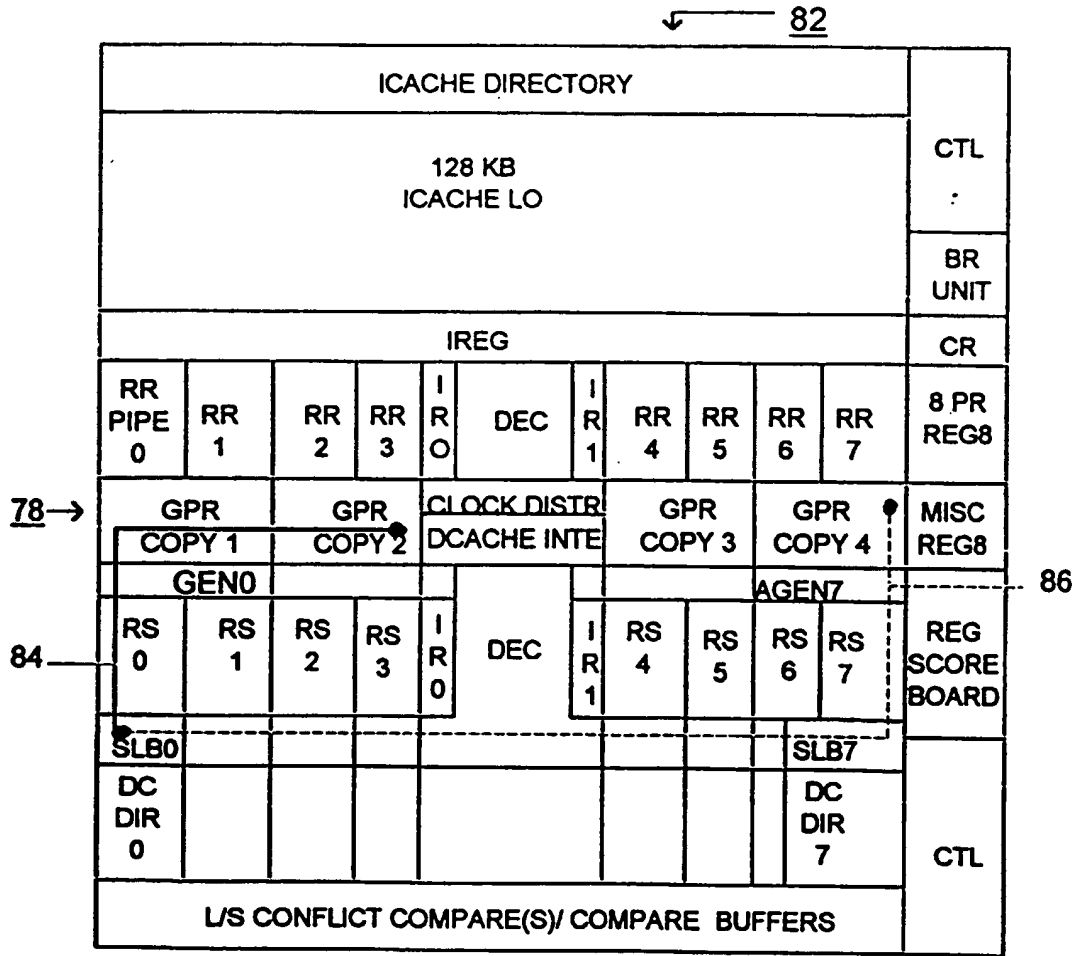 82
ICACHE DIRECTORY
128 KB
ICACHE LO
CTL
BR
UNIT
IREG
CR
RR
PIPE
0
RR
1
RR
2
RR
3
I
R
O
DEC
I
R
1
RR
4
RR
5
RR
6
RR
7
8 PR
REG8
78
GPR
COPY 1
GPR
COPY 2
CLOCK DISTR
DCACHE INTE
GPR
COPY 3
GPR
COPY 4
MISC
REG8
GEN0
AGEN7
86
84
RS
0
RS
1
RS
2
RS
3
I
R
0
DEC
I
R
1
RS
4
RS
5
RS
6
RS
7
REG
SCORE
BOARD
SLB0
SLB7
DC
DIR
0
DC
DIR
7
CTL
L/S CONFLICT COMPARE(S)/ COMPARE BUFFERS